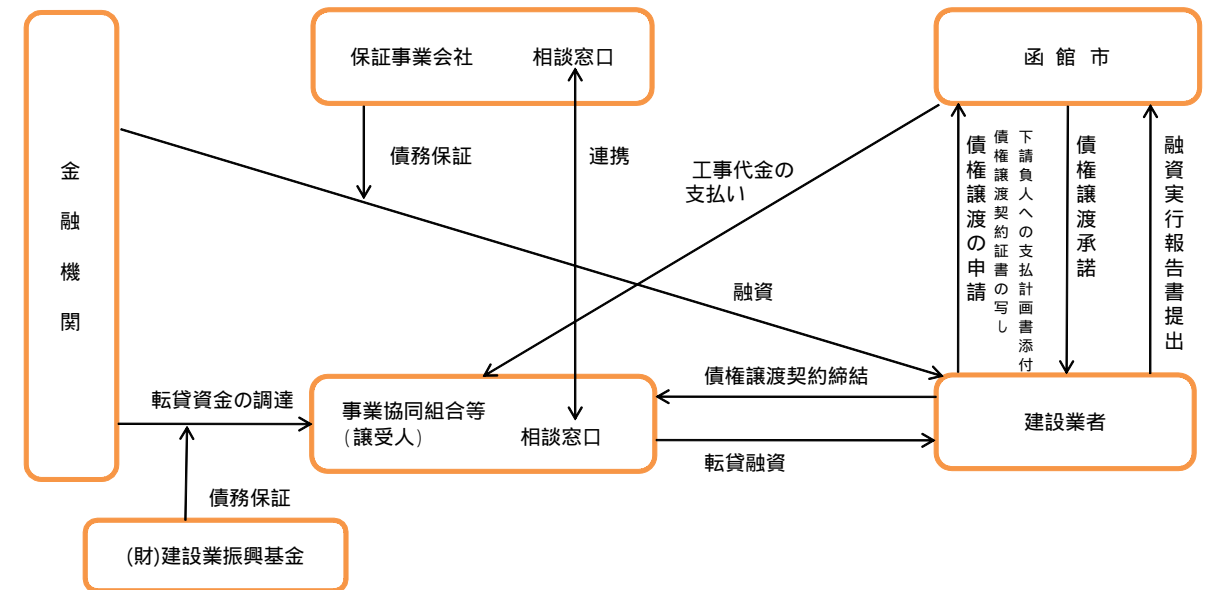 金融機関
保証事業会社 相談窓口
函館市
債務保証
連携
工事代金の
支払い
債権譲渡の申請
債権譲渡契約証書の写し
下請負人への支払計画書添付
債権譲渡承諾
融資実行報告書提出
融資
転貸資金の調達
事業協同組合等
(譲受人)
相談窓口
債権譲渡契約締結
転貸融資
建設業者
債務保証
(財)建設業振興基金